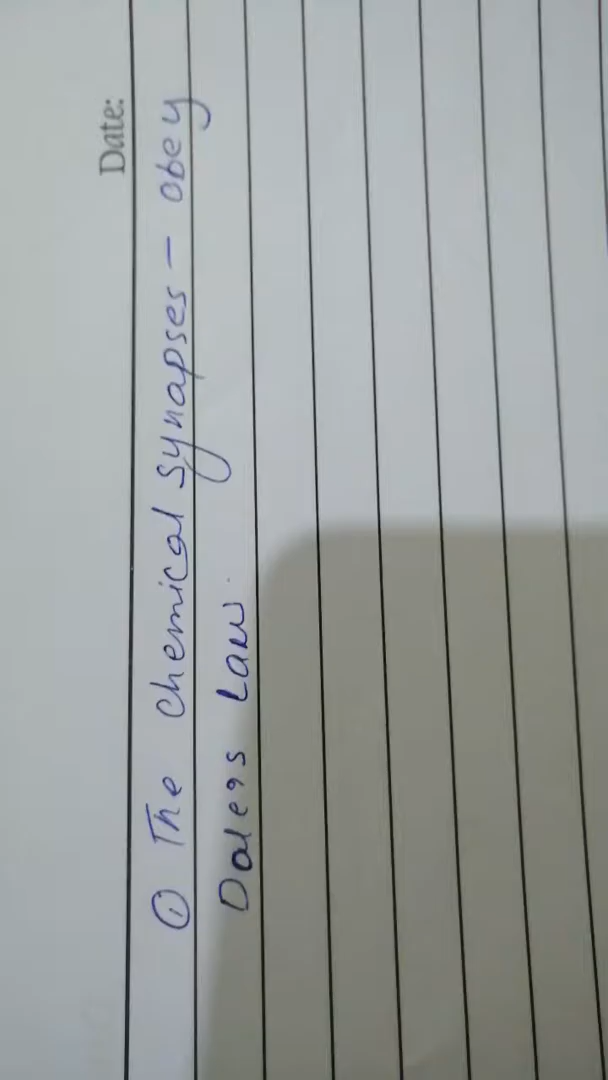 Date:
① The chemical synapses - obey
Dale's Law.